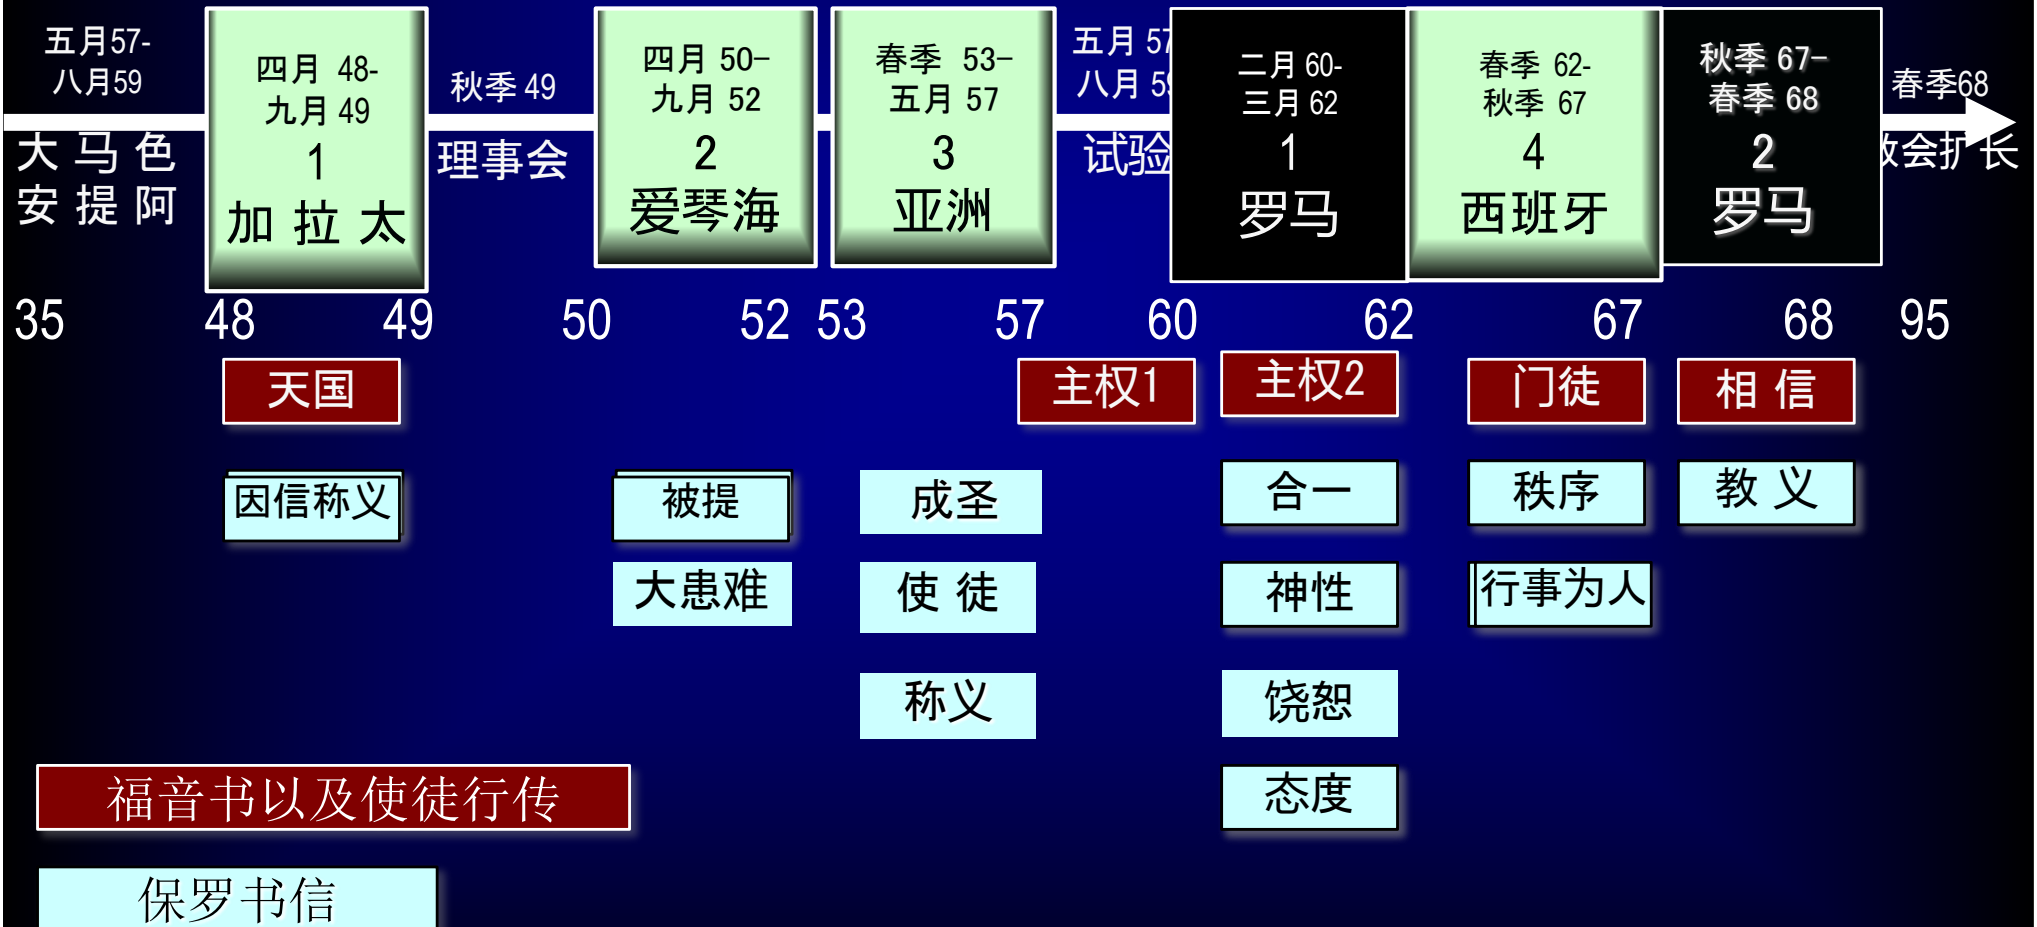 五月57-
八月59
大 马 色
安 提 阿
四月 48-
九月 49
1
加 拉 太
秋季 49
理事会
四月 50-
九月 52
2
爱琴海
春季 53-
五月 57
3
亚洲
五月 57
八月 59
试验
二月 60-
三月 62
1
罗马
春季 62-
秋季 67
4
西班牙
秋季 67-
春季 68
2
罗马
春季68
教会扩长
35 48 49 50 52 53 57 60 62 67 68 95
天国 主权1 主权2 门徒 相 信
因信称义 被提 成圣 合一 秩序 教 义
大患难 使 徒 神性 行事为人
称义 饶恕
福音书以及使徒行传 态度
保罗书信